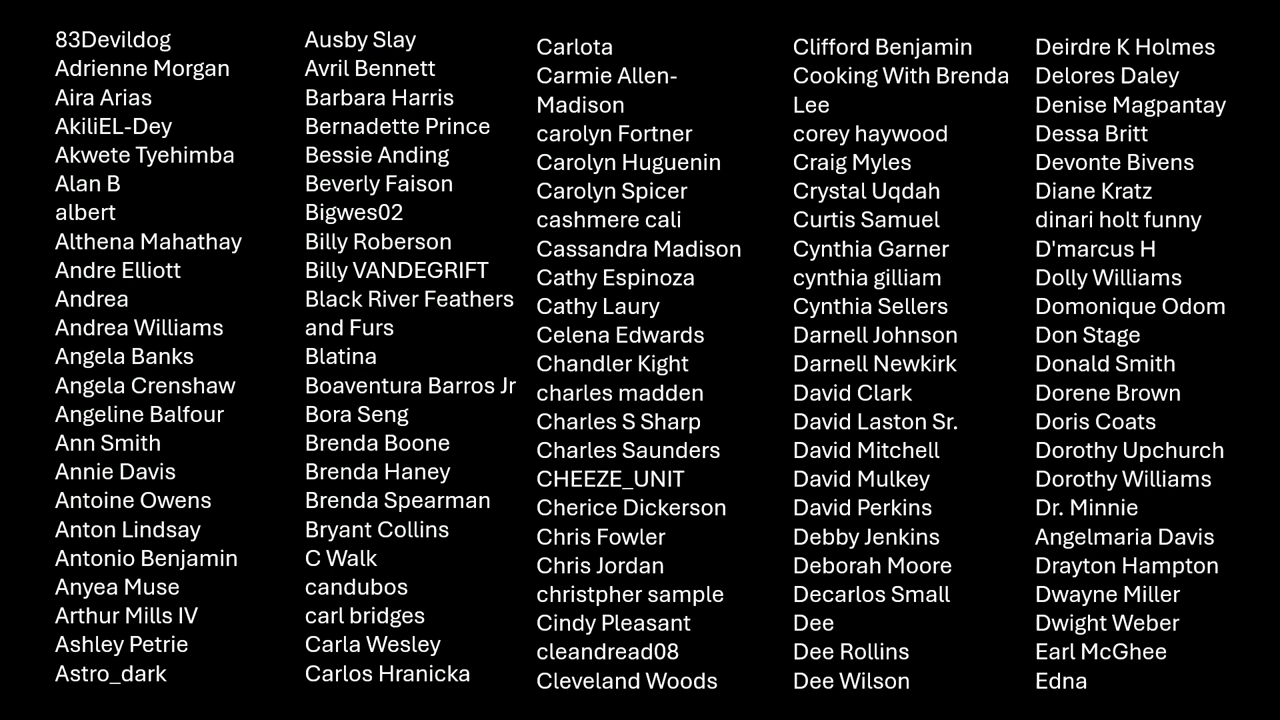 83Devildog
Adrienne Morgan
Aira Arias
AkiliEL-Dey
Akwete Tyehimba
Alan B
albert
Althena Mahathay
Andre Elliott
Andrea
Andrea Williams
Angela Banks
Angela Crenshaw
Angeline Balfour
Ann Smith
Annie Davis
Antoine Owens
Anton Lindsay
Antonio Benjamin
Anyea Muse
Arthur Mills IV
Ashley Petrie
Astro_dark
Ausby Slay
Avril Bennett
Barbara Harris
Bernadette Prince
Bessie Anding
Beverly Faison
Bigwes02
Billy Roberson
Billy VANDEGRIFT
Black River Feathers
and Furs
Blatina
Boaventura Barros Jr
Bora Seng
Brenda Boone
Brenda Haney
Brenda Spearman
Bryant Collins
C Walk
candubos
carl bridges
Carla Wesley
Carlos Hranicka
Carlota
Carmie Allen-
Madison
carolyn Fortner
Carolyn Huguenin
Carolyn Spicer
cashmere cali
Cassandra Madison
Cathy Espinoza
Cathy Laury
Celena Edwards
Chandler Kight
charles madden
Charles S Sharp
Charles Saunders
CHEEZE_UNIT
Cherice Dickerson
Chris Fowler
Chris Jordan
christpher sample
Cindy Pleasant
cleandread08
Cleveland Woods
Clifford Benjamin
Cooking With Brenda
Lee
corey haywood
Craig Myles
Crystal Uqdah
Curtis Samuel
Cynthia Garner
cynthia gilliam
Cynthia Sellers
Darnell Johnson
Darnell Newkirk
David Clark
David Laston Sr.
David Mitchell
David Mulkey
David Perkins
Debby Jenkins
Deborah Moore
Decarlos Small
Dee
Dee Rollins
Dee Wilson
Deirdre K Holmes
Delores Daley
Denise Magpantay
Dessa Britt
Devonte Bivens
Diane Kratz
dinari holt funny
D'marcus H
Dolly Williams
Domonique Odom
Don Stage
Donald Smith
Dorene Brown
Doris Coats
Dorothy Upchurch
Dorothy Williams
Dr. Minnie
Angelmaria Davis
Drayton Hampton
Dwayne Miller
Dwight Weber
Earl McGhee
Edna